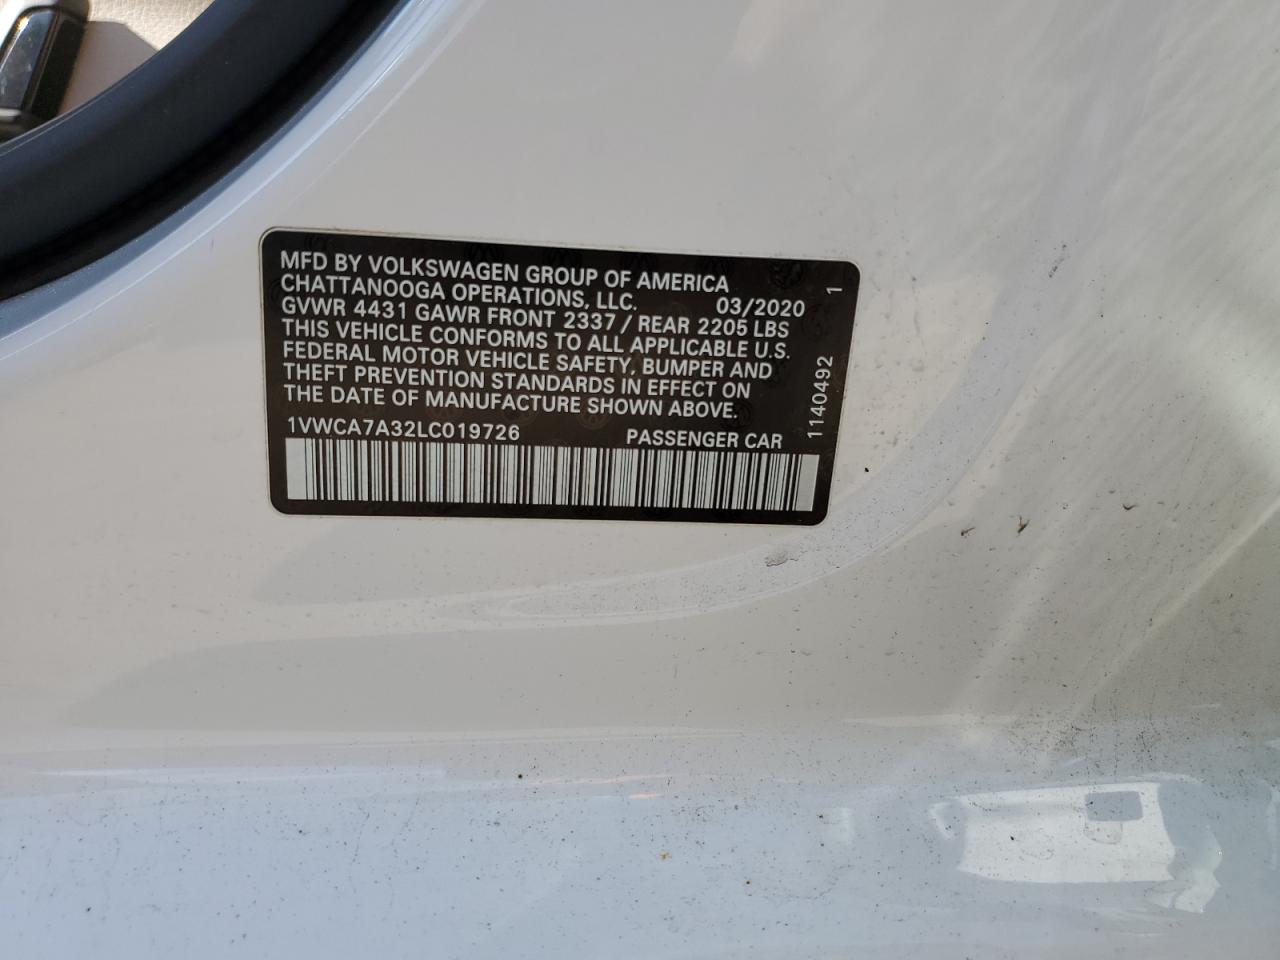 MFD BY VOLKSWAGEN GROUP OF AMERICA
CHATTANOOGA OPERATIONS, LLC. 03/2020 1
GVWR 4431 GAWR FRONT 2337 / REAR 2205 LBS
THIS VEHICLE CONFORMS TO ALL APPLICABLE U.S.
FEDERAL MOTOR VEHICLE SAFETY, BUMPER AND
THEFT PREVENTION STANDARDS IN EFFECT ON
THE DATE OF MANUFACTURE SHOWN ABOVE.
1VWCA7A32LC019726 PASSENGER CAR
1140492